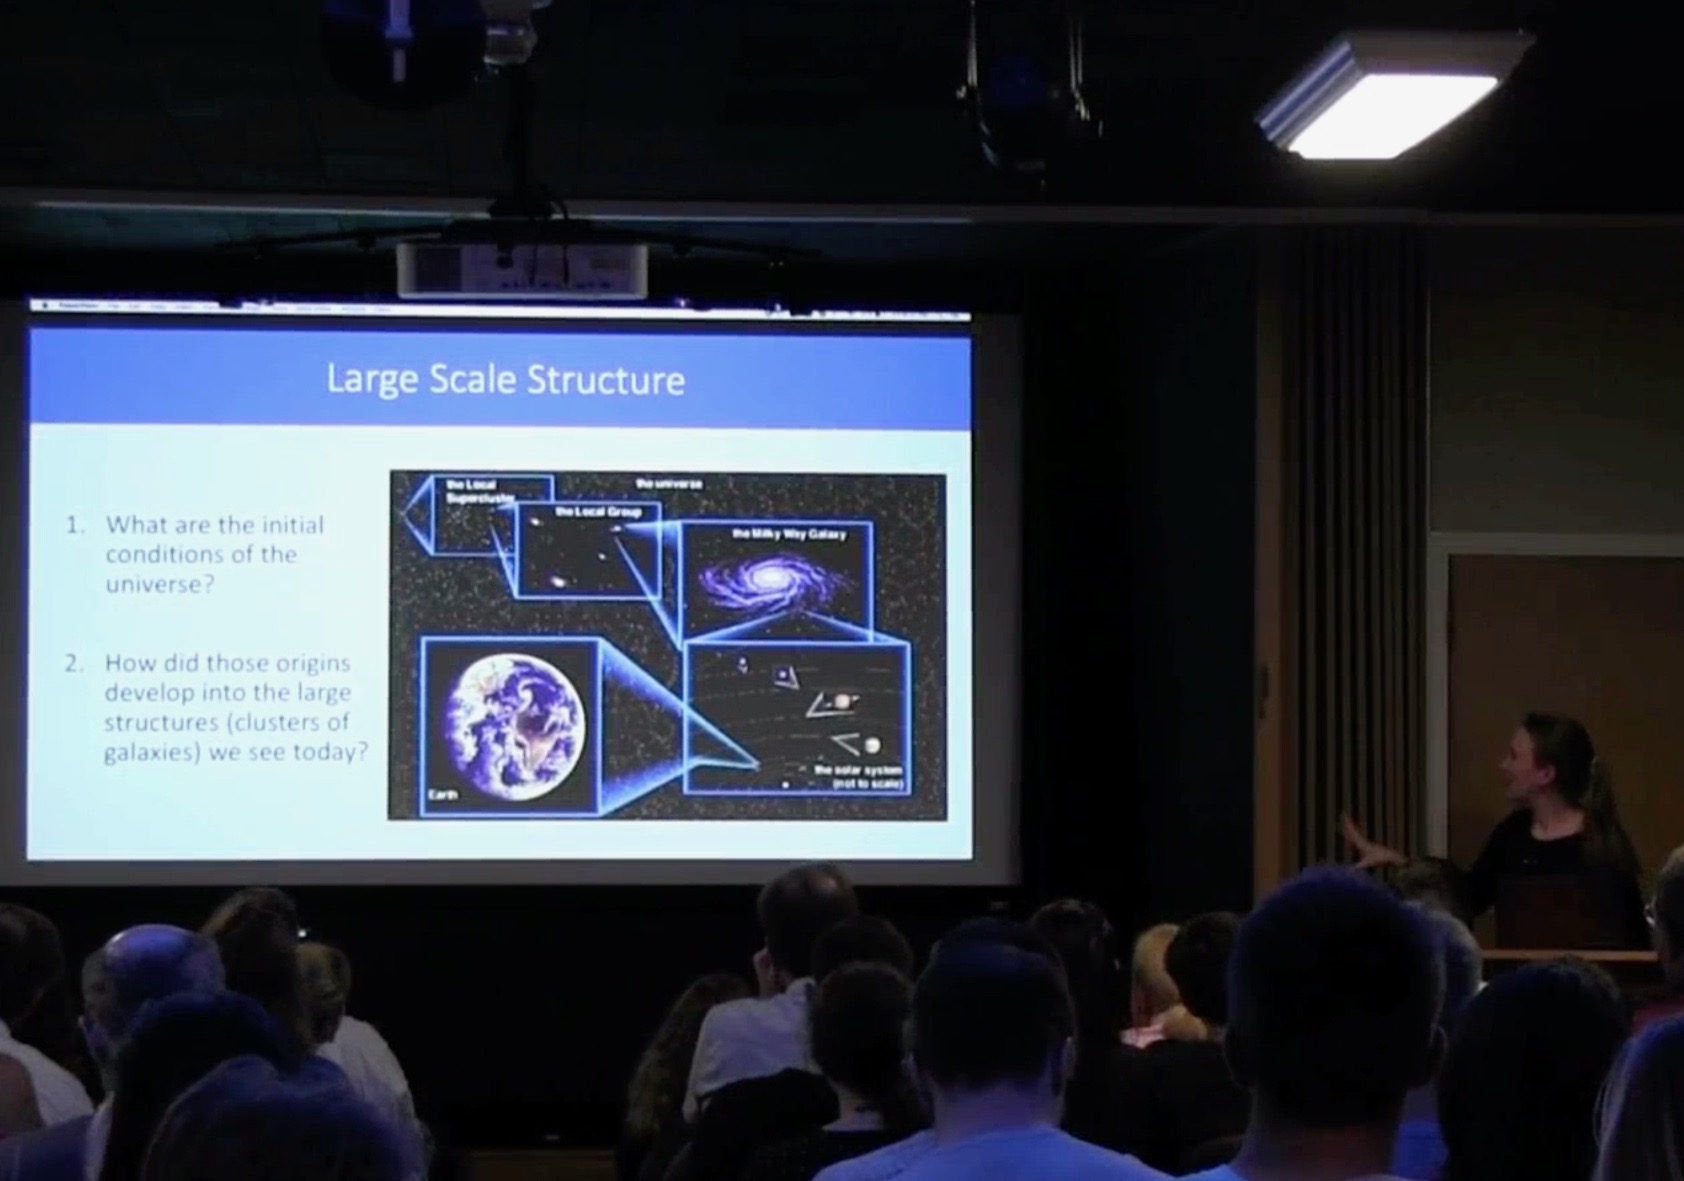 Large Scale Structure
1. What are the initial
conditions of the
universe?
2. How did those origins
develop into the large
structures (clusters of
galaxies) we see today?
the Local
Supercluster
the universe
the Local Group
the Milky Way Galaxy
Earth
the solar system
(not to scale)